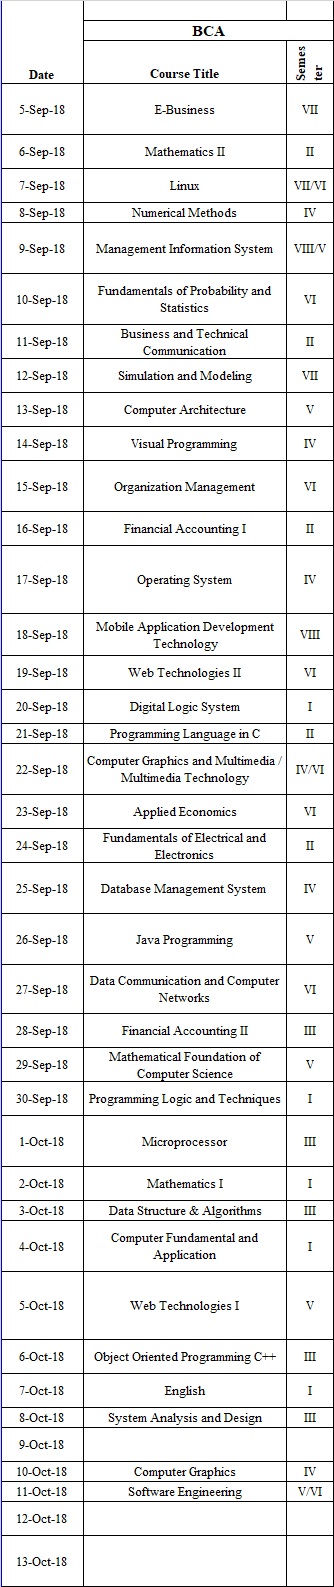 BCA
Date Course Title Semes
ter
5-Sep-18 E-Business VII
6-Sep-18 Mathematics II II
7-Sep-18 Linux VII/VI
8-Sep-18 Numerical Methods IV
9-Sep-18 Management Information System VIII/V
10-Sep-18 Fundamentals of Probability and
Statistics VI
11-Sep-18 Business and Technical
Communication II
12-Sep-18 Simulation and Modeling VII
13-Sep-18 Computer Architecture V
14-Sep-18 Visual Programming IV
15-Sep-18 Organization Management VI
16-Sep-18 Financial Accounting I II
17-Sep-18 Operating System IV
18-Sep-18 Mobile Application Development
Technology VIII
19-Sep-18 Web Technologies II VI
20-Sep-18 Digital Logic System I
21-Sep-18 Programming Language in C II
22-Sep-18 Computer Graphics and Multimedia /
Multimedia Technology IV/VI
23-Sep-18 Applied Economics VI
24-Sep-18 Fundamentals of Electrical and
Electronics II
25-Sep-18 Database Management System IV
26-Sep-18 Java Programming V
27-Sep-18 Data Communication and Computer
Networks VI
28-Sep-18 Financial Accounting II III
29-Sep-18 Mathematical Foundation of
Computer Science V
30-Sep-18 Programming Logic and Techniques I
1-Oct-18 Microprocessor III
2-Oct-18 Mathematics I I
3-Oct-18 Data Structure & Algorithms III
4-Oct-18 Computer Fundamental and
Application I
5-Oct-18 Web Technologies I V
6-Oct-18 Object Oriented Programming C++ III
7-Oct-18 English I
8-Oct-18 System Analysis and Design III
9-Oct-18
10-Oct-18 Computer Graphics IV
11-Oct-18 Software Engineering V/VI
12-Oct-18
13-Oct-18